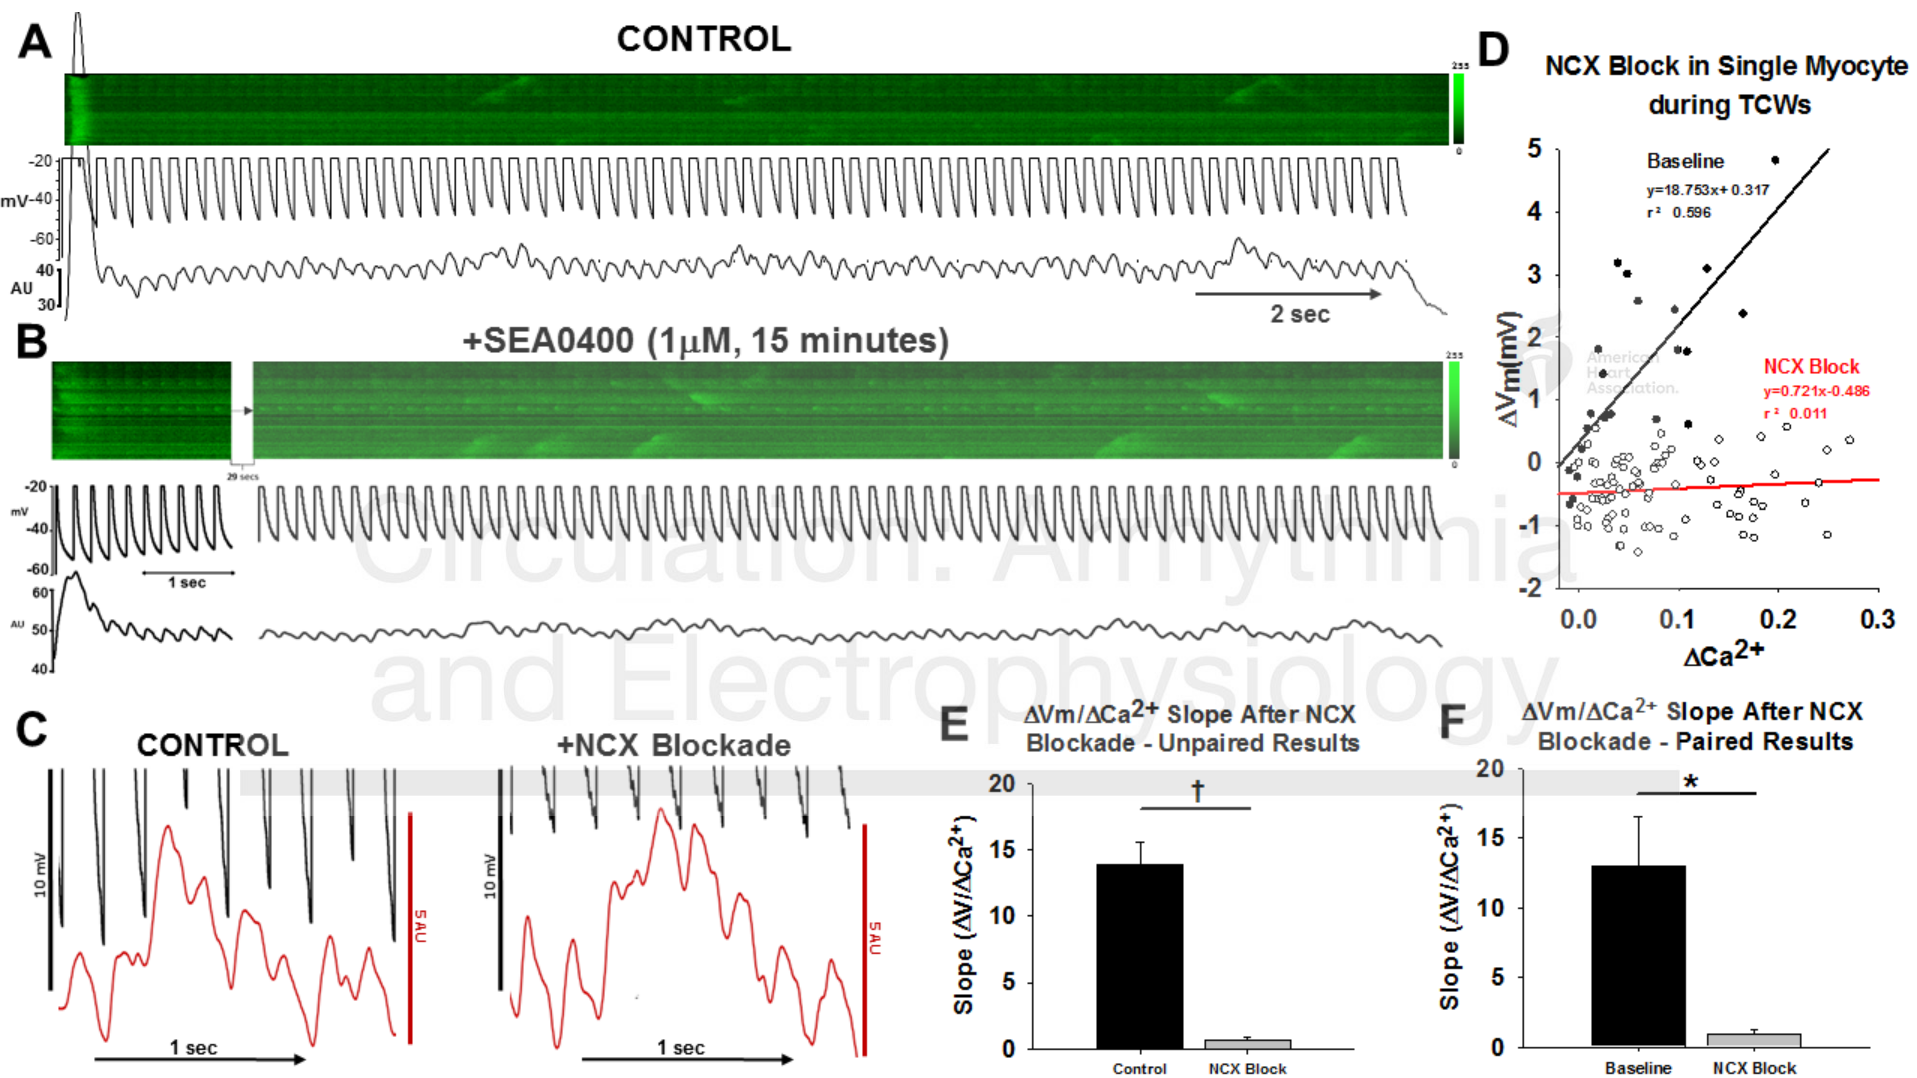 A
CONTROL
255
0
-20
mV-40
-60
40
AU
30
2 sec
B
+SEA0400 (1µM, 15 minutes)
255
0
29 secs
-20
mV
-40
-60
1 sec
60
AU
50
40
C
CONTROL
+NCX Blockade
10 mV
5 AU
1 sec
10 mV
5 AU
1 sec
D
NCX Block in Single Myocyte
during TCWs
Baseline
y=18.753x+ 0.317
r² 0.596
NCX Block
y=0.721x-0.486
r² 0.011
ΔVm(mV)
5
4
3
2
1
0
-1
-2
0.0 0.1 0.2 0.3
ΔCa2+
American
Heart
Association.
Circulation: Arrhythmia
and Electrophysiology
E
ΔVm/ΔCa2+ Slope After NCX
Blockade - Unpaired Results
Slope (ΔV/ΔCa2+)
20
15
10
5
0
†
Control NCX Block
F
ΔVm/ΔCa2+ Slope After NCX
Blockade - Paired Results
Slope (ΔV/ΔCa2+)
20
15
10
5
0
*
Baseline NCX Block